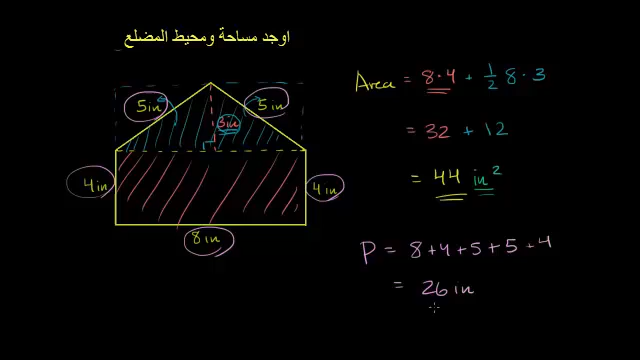 اوجد مساحة ومحيط المضلع
Area = 8·4 + 1/2 8·3
= 32 + 12
= 44 in²
5in 5in
3in
4in 4in
8in
P = 8+4+5+5+4
= 26 in